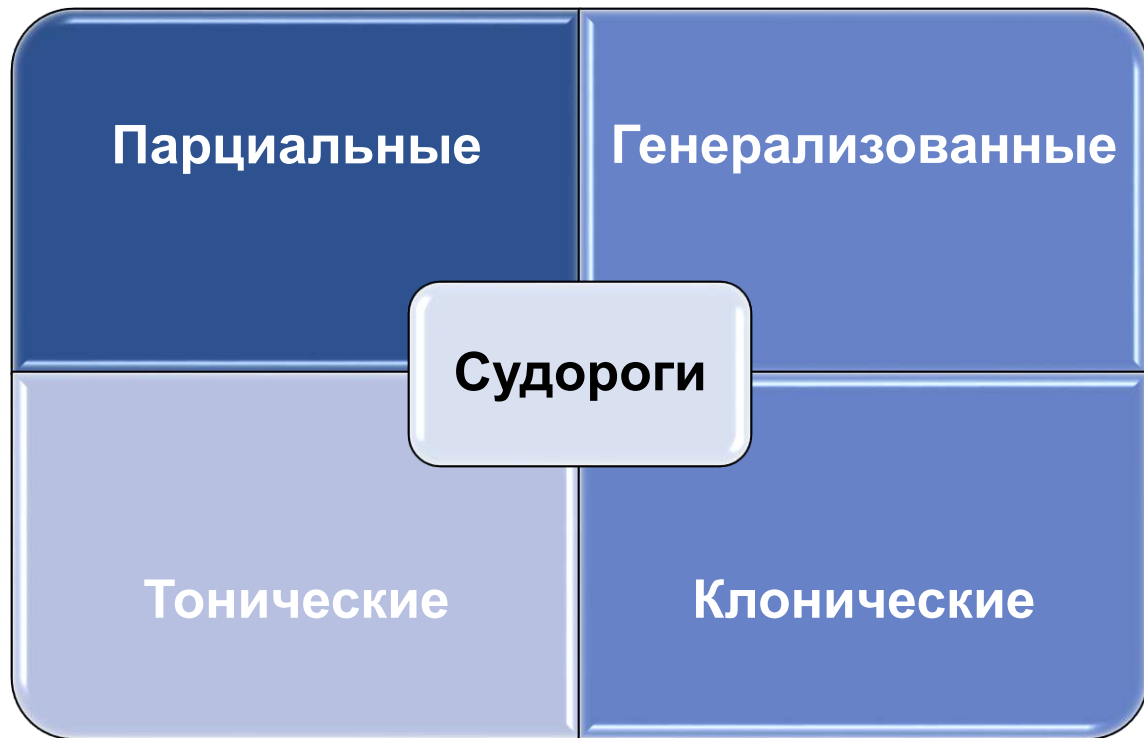 Парциальные
Генерализованные
Судороги
Тонические
Клонические